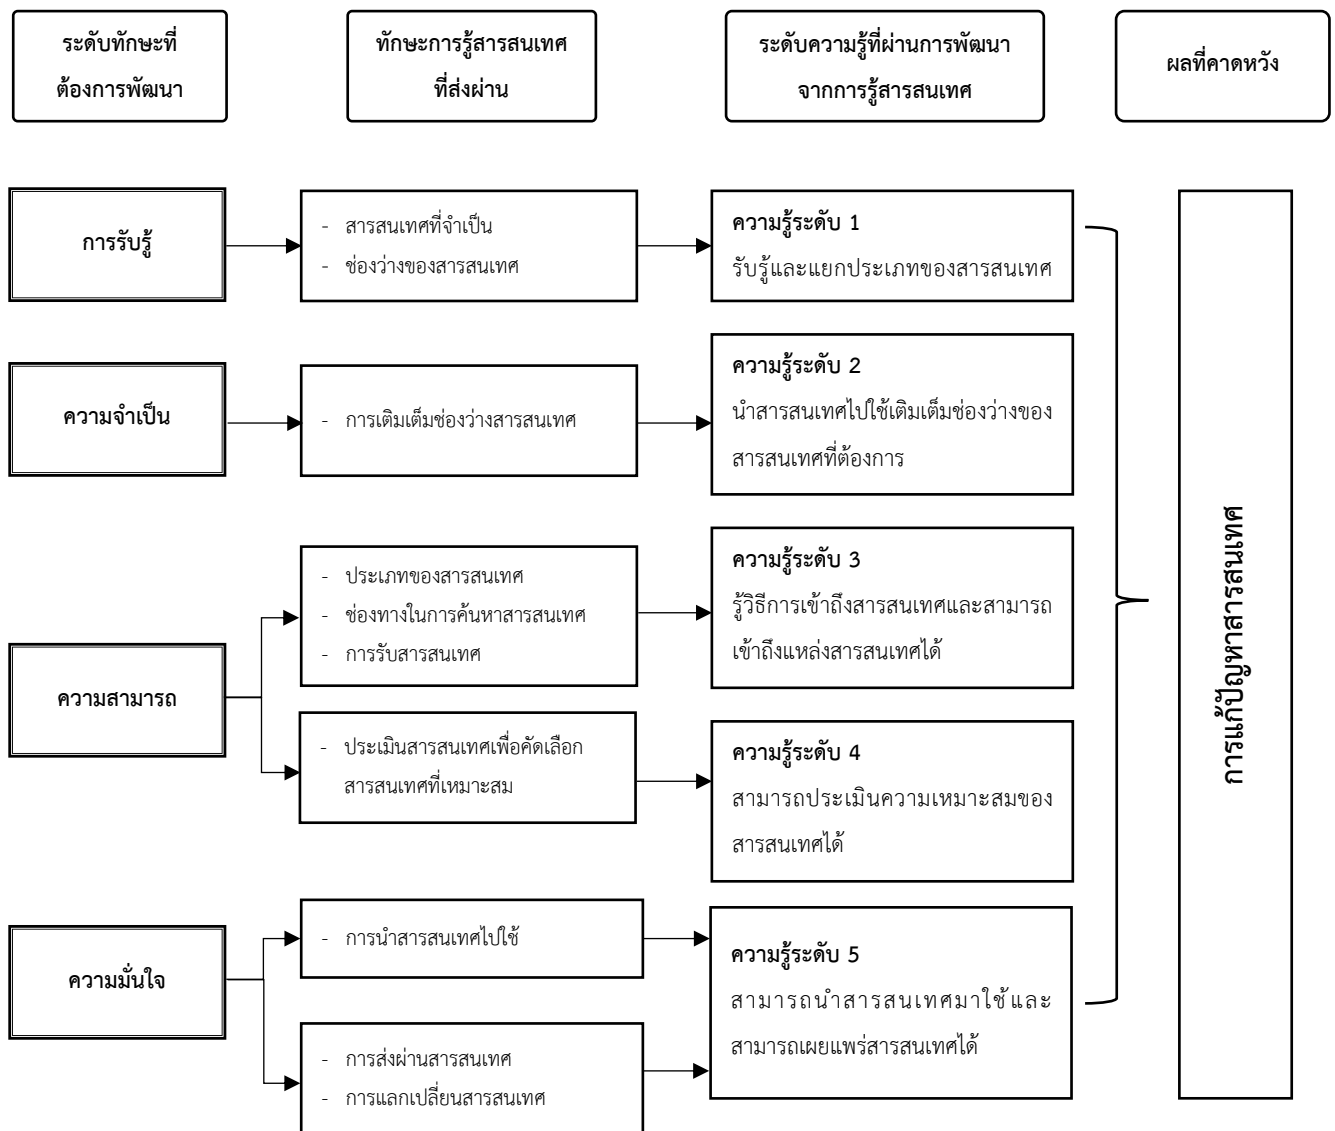 ระดับทักษะที่
ต้องการพัฒนา
ทักษะการรู้สารสนเทศ
ที่ส่งผ่าน
ระดับความรู้ที่ผ่านการพัฒนา
จากการรู้สารสนเทศ
ผลที่คาดหวัง
การรับรู้
- สารสนเทศที่จำเป็น
- ช่องว่างของสารสนเทศ
ความรู้ระดับ 1
รับรู้และแยกประเภทของสารสนเทศ
ความจำเป็น
- การเติมเต็มช่องว่างสารสนเทศ
ความรู้ระดับ 2
นำสารสนเทศไปใช้เติมเต็มช่องว่างของ
สารสนเทศที่ต้องการ
ความสามารถ
- ประเภทของสารสนเทศ
- ช่องทางในการค้นหาสารสนเทศ
- การรับสารสนเทศ
ความรู้ระดับ 3
รู้วิธีการเข้าถึงสารสนเทศและสามารถ
เข้าถึงแหล่งสารสนเทศได้
- ประเมินสารสนเทศเพื่อคัดเลือก
สารสนเทศที่เหมาะสม
ความรู้ระดับ 4
สามารถประเมินความเหมาะสมของ
สารสนเทศได้
ความมั่นใจ
- การนำสารสนเทศไปใช้
- การส่งผ่านสารสนเทศ
- การแลกเปลี่ยนสารสนเทศ
ความรู้ระดับ 5
สามารถนำสารสนเทศมาใช้และ
สามารถเผยแพร่สารสนเทศได้
การแก้ปัญหาสารสนเทศ